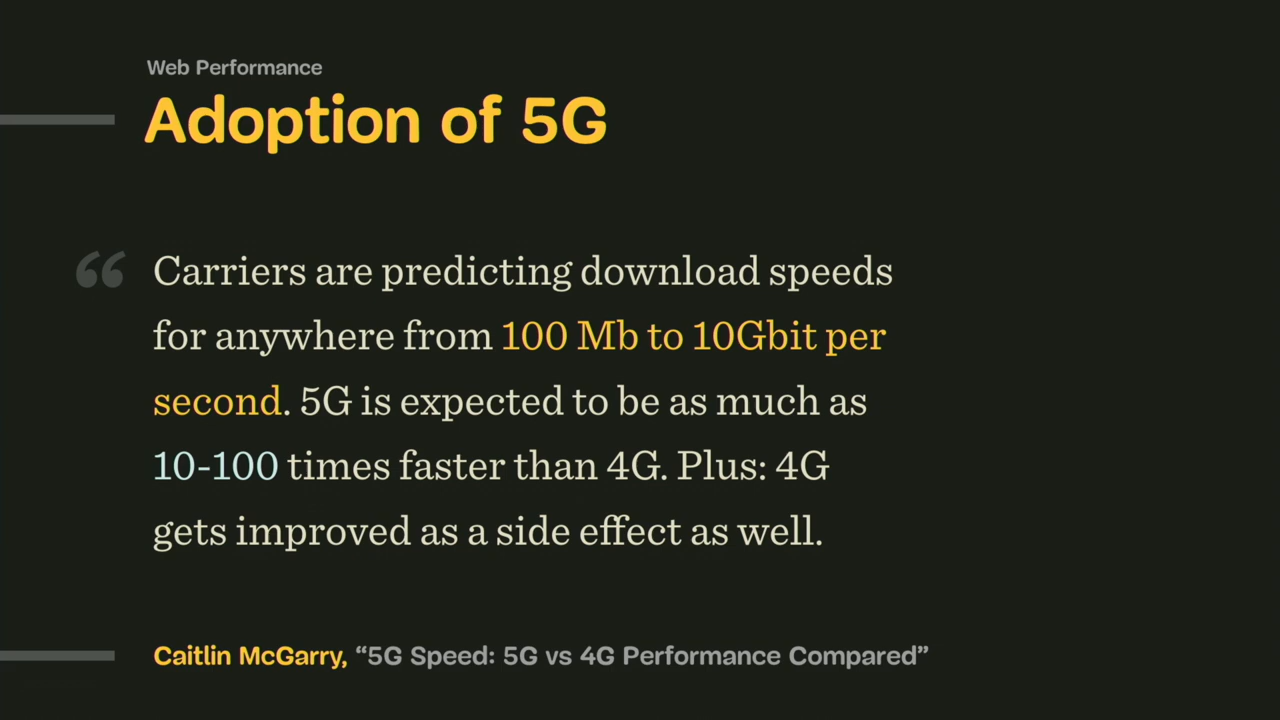 Web Performance
Adoption of 5G
“ Carriers are predicting download speeds
for anywhere from 100 Mb to 10Gbit per
second. 5G is expected to be as much as
10-100 times faster than 4G. Plus: 4G
gets improved as a side effect as well.
Caitlin McGarry, “5G Speed: 5G vs 4G Performance Compared”